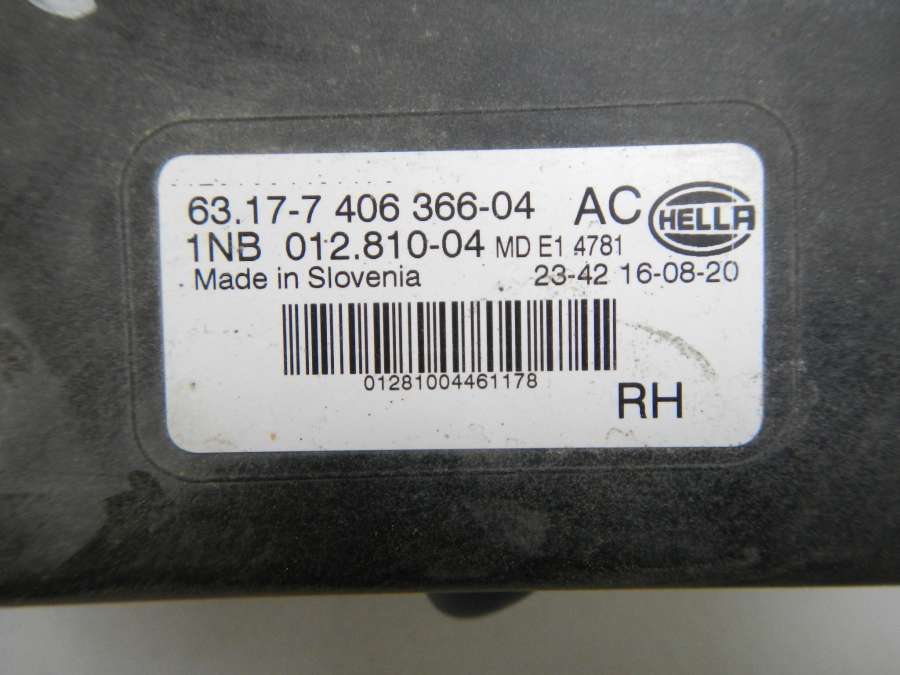 63.17-7 406 366-04 AC HELLA
1NB 012.810-04 MD E1 4781
Made in Slovenia 23-42 16-08-20
01281004461178
RH